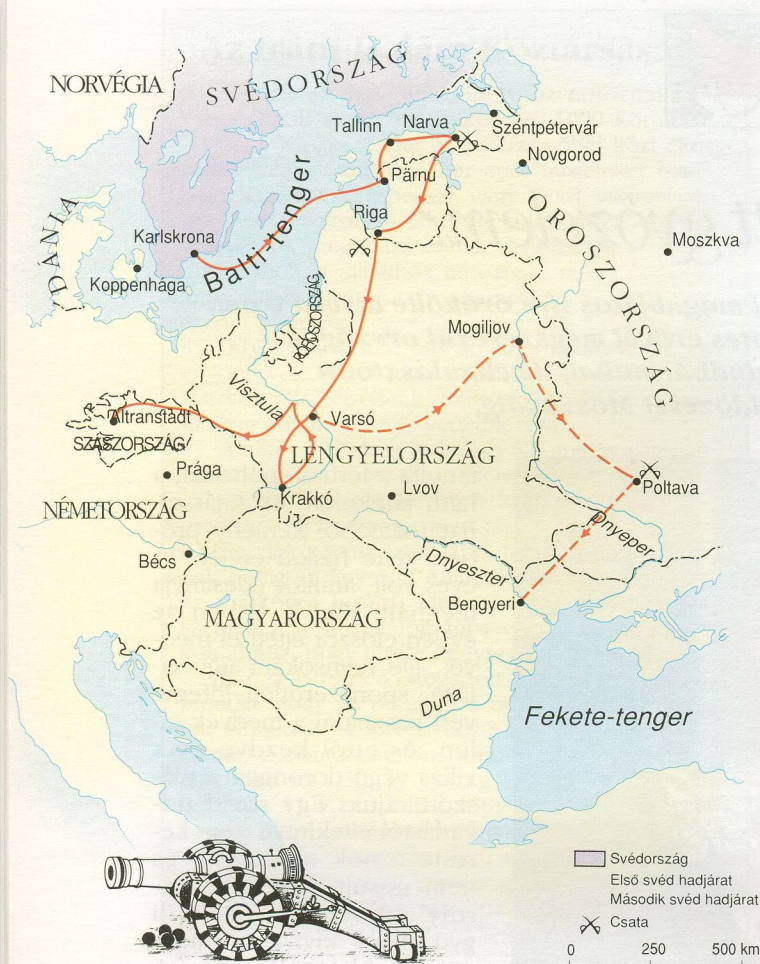 NORVÉGIA
SVÉDORSZÁG
Tallinn
Narva
Szentpétervár
Novgorod
Pärnu
DÁNIA
Balti-tenger
Riga
OROSZORSZÁG
Karlskrona
Moszkva
Koppenhága
POROSZORSZÁG
Mogiljov
Visztula
Altranstadt
Varsó
SZÁSZORSZÁG
LENGYELORSZÁG
Prága
Krakkó
Lvov
Poltava
NÉMETORSZÁG
Dnyeper
Bécs
Dnyeszter
Bengyeri
MAGYARORSZÁG
Duna
Fekete-tenger
Svédország
Első svéd hadjárat
Második svéd hadjárat
Csata
0 250 500 km